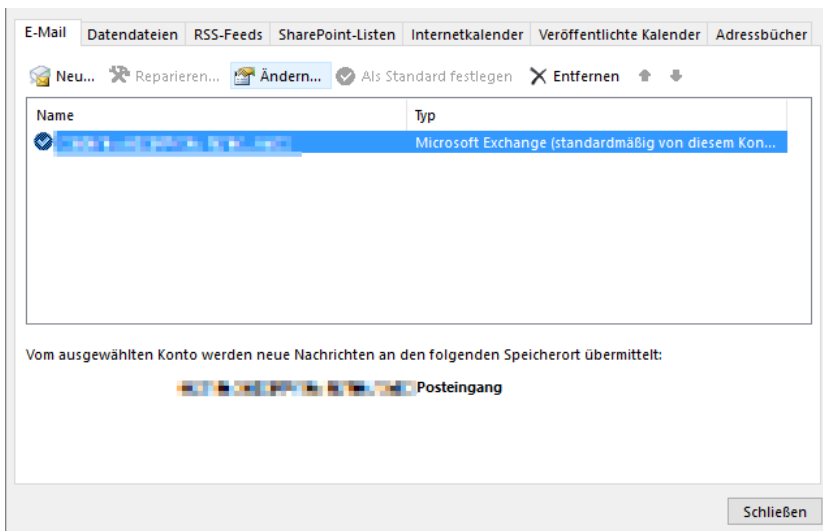 E-Mail Datendateien RSS-Feeds SharePoint-Listen Internetkalender Veröffentlichte Kalender Adressbücher
Neu... Reparieren... Ändern... Als Standard festlegen Entfernen
Name Typ
Microsoft Exchange (standardmäßig von diesem Kon...
Vom ausgewählten Konto werden neue Nachrichten an den folgenden Speicherort übermittelt:
Posteingang
Schließen